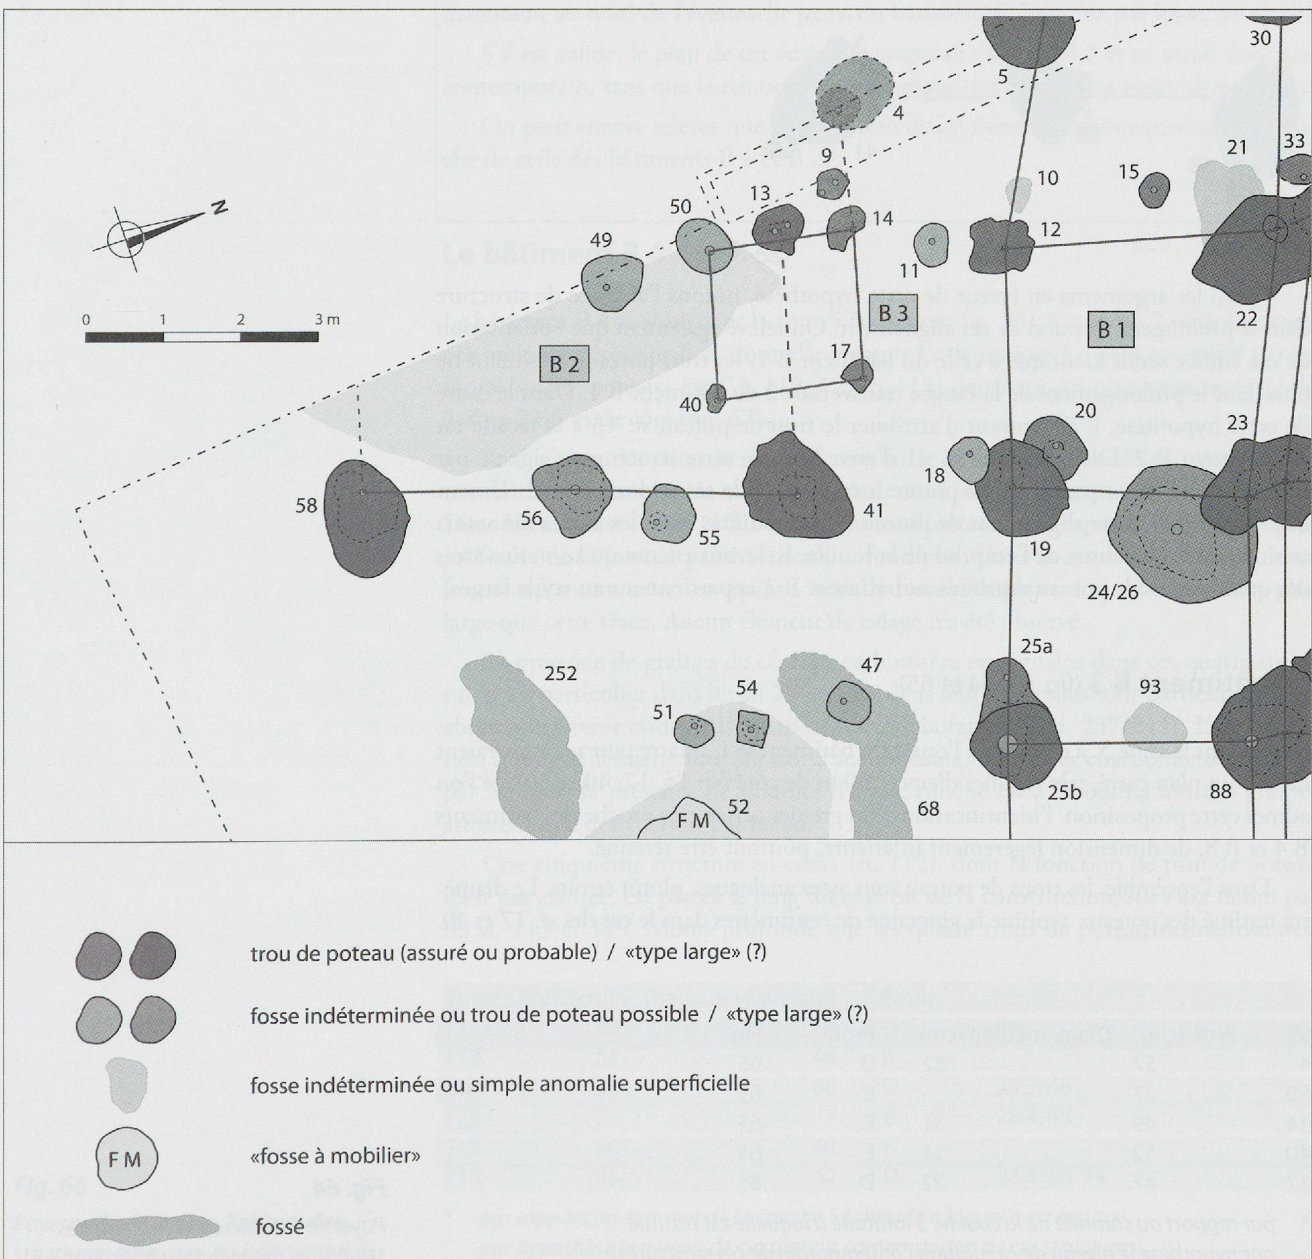 30
5
4
33
21
9
10
15
13
50
14
12
N
49
11
B 3
0 1 2 3 m
22
B 1
17
B 2
40
20
23
18
58
56
41
55
19
24/26
25a
252
47
93
54
51
52
68
25b
88
F M
trou de poteau (assuré ou probable) / «type large» (?)
fosse indéterminée ou trou de poteau possible / «type large» (?)
fosse indéterminée ou simple anomalie superficielle
F M
«fosse à mobilier»
fossé